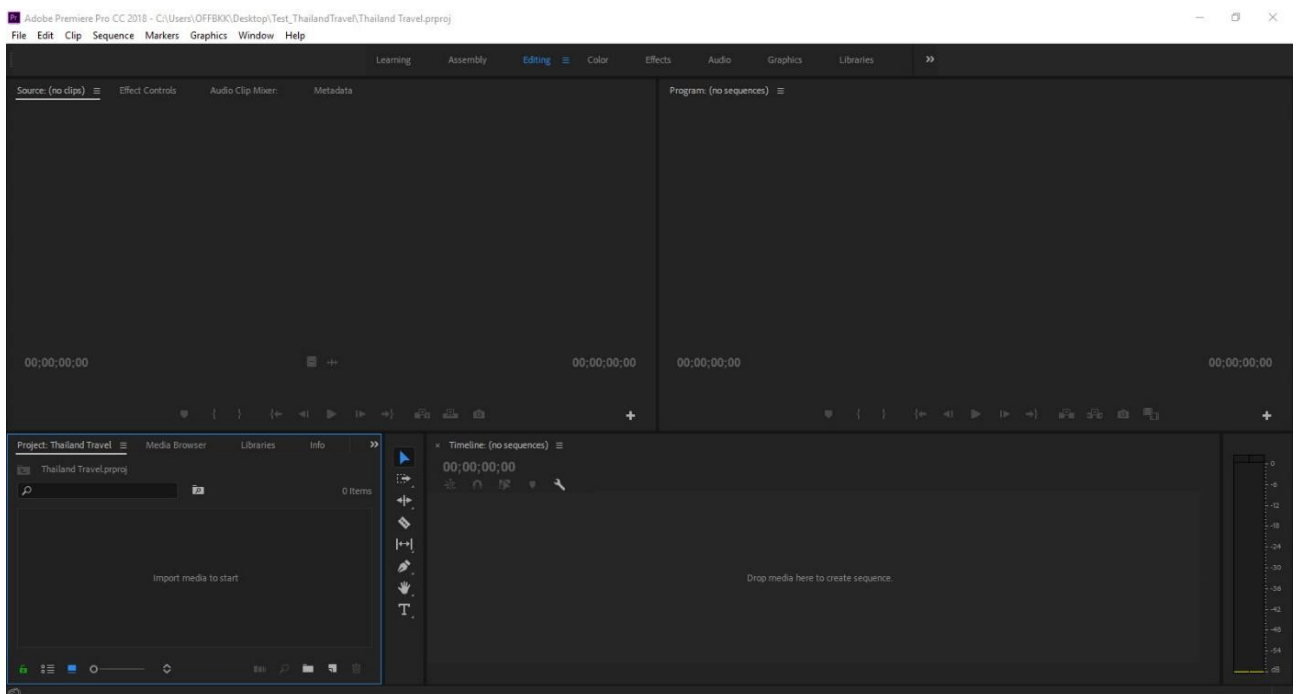 Pr Adobe Premiere Pro CC 2018 - C:\Users\OFFBKK\Desktop\Test_ThailandTravel\Thailand Travel.prproj
File Edit Clip Sequence Markers Graphics Window Help
Learning Assembly Editing Color Effects Audio Graphics Libraries
Source: (no clips) Effect Controls Audio Clip Mixer: Metadata
Program: (no sequences)
00;00;00;00 00;00;00;00
00;00;00;00 00;00;00;00
Project: Thailand Travel Media Browser Libraries Info
Thailand Travel.prproj
0 Items
Import media to start
Timeline: (no sequences)
00;00;00;00
Drop media here to create sequence.
T
0
-6
-12
-18
-24
-30
-36
-42
-48
-54
dB